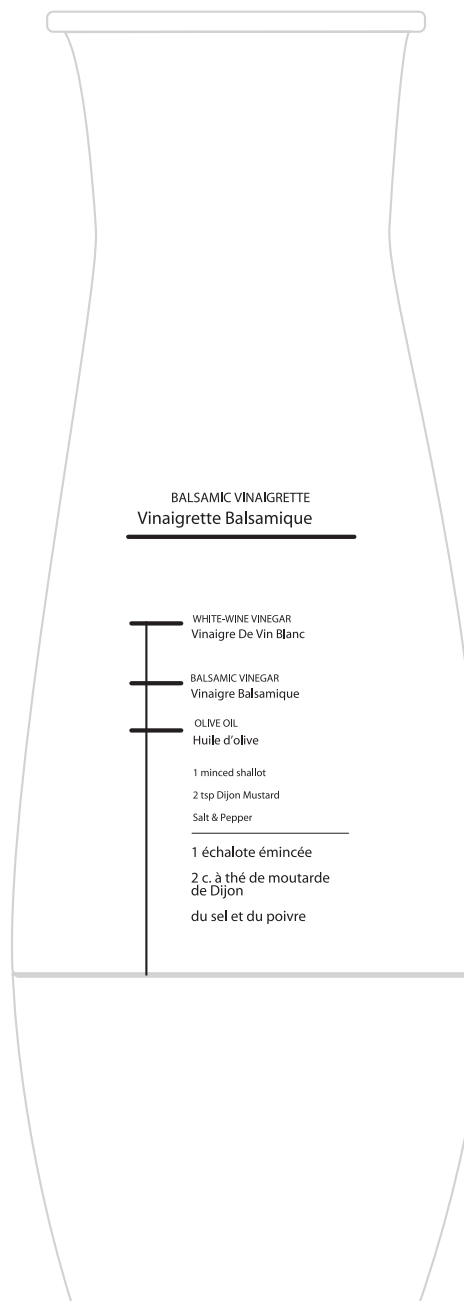 BALSAMIC VINAIGRETTE
Vinaigrette Balsamique
WHITE-WINE VINEGAR
Vinaigre De Vin Blanc
BALSAMIC VINEGAR
Vinaigre Balsamique
OLIVE OIL
Huile d'olive
1 minced shallot
2 tsp Dijon Mustard
Salt & Pepper
1 échalote émincée
2 c. à thé de moutarde
de Dijon
du sel et du poivre